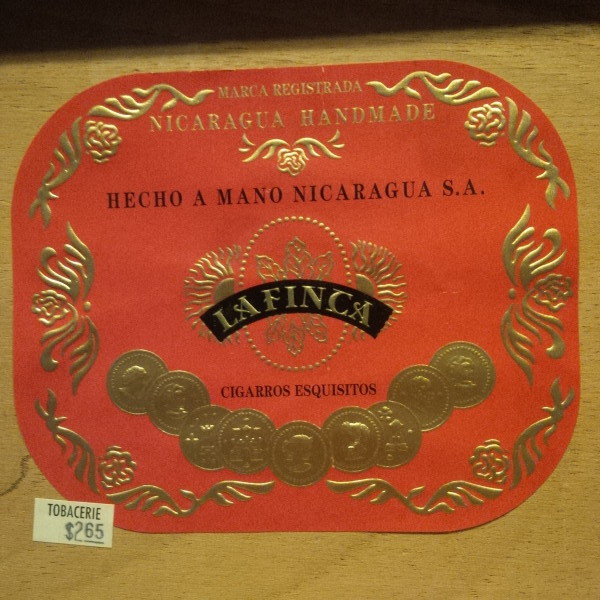 MARCA REGISTRADA
NICARAGUA HANDMADE
HECHO A MANO NICARAGUA S.A.
LA FINCA
CIGARROS ESQUISITOS
TOBACERIE
$265